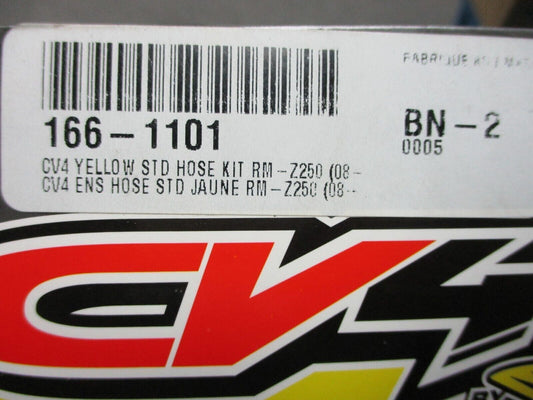 FABRIQUE
166-1101
BN-2
0005
CV4 YELLOW STD HOSE KIT RM-Z250 (08-
CV4 ENS HOSE STD JAUNE RM-Z250 (08--
CV4
BY